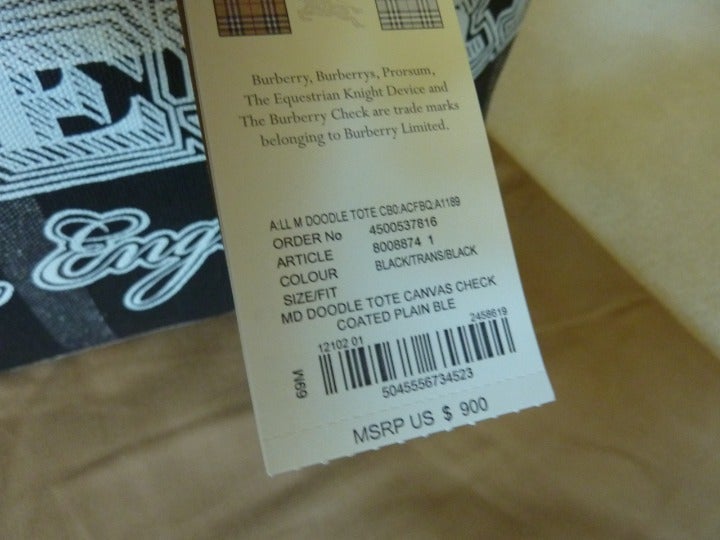 E
Eng
Burberry, Burberrys, Prorsum,
The Equestrian Knight Device and
The Burberry Check are trade marks
belonging to Burberry Limited.
A:LL M DOODLE TOTE CB0:ACFBQ:A1189
ORDER No 4500537816
ARTICLE 8008874 1
COLOUR BLACK/TRANS/BLACK
SIZE/FIT
MD DOODLE TOTE CANVAS CHECK
COATED PLAIN BLE
12102 01 2458619
69M
5045556734523
MSRP US $ 900